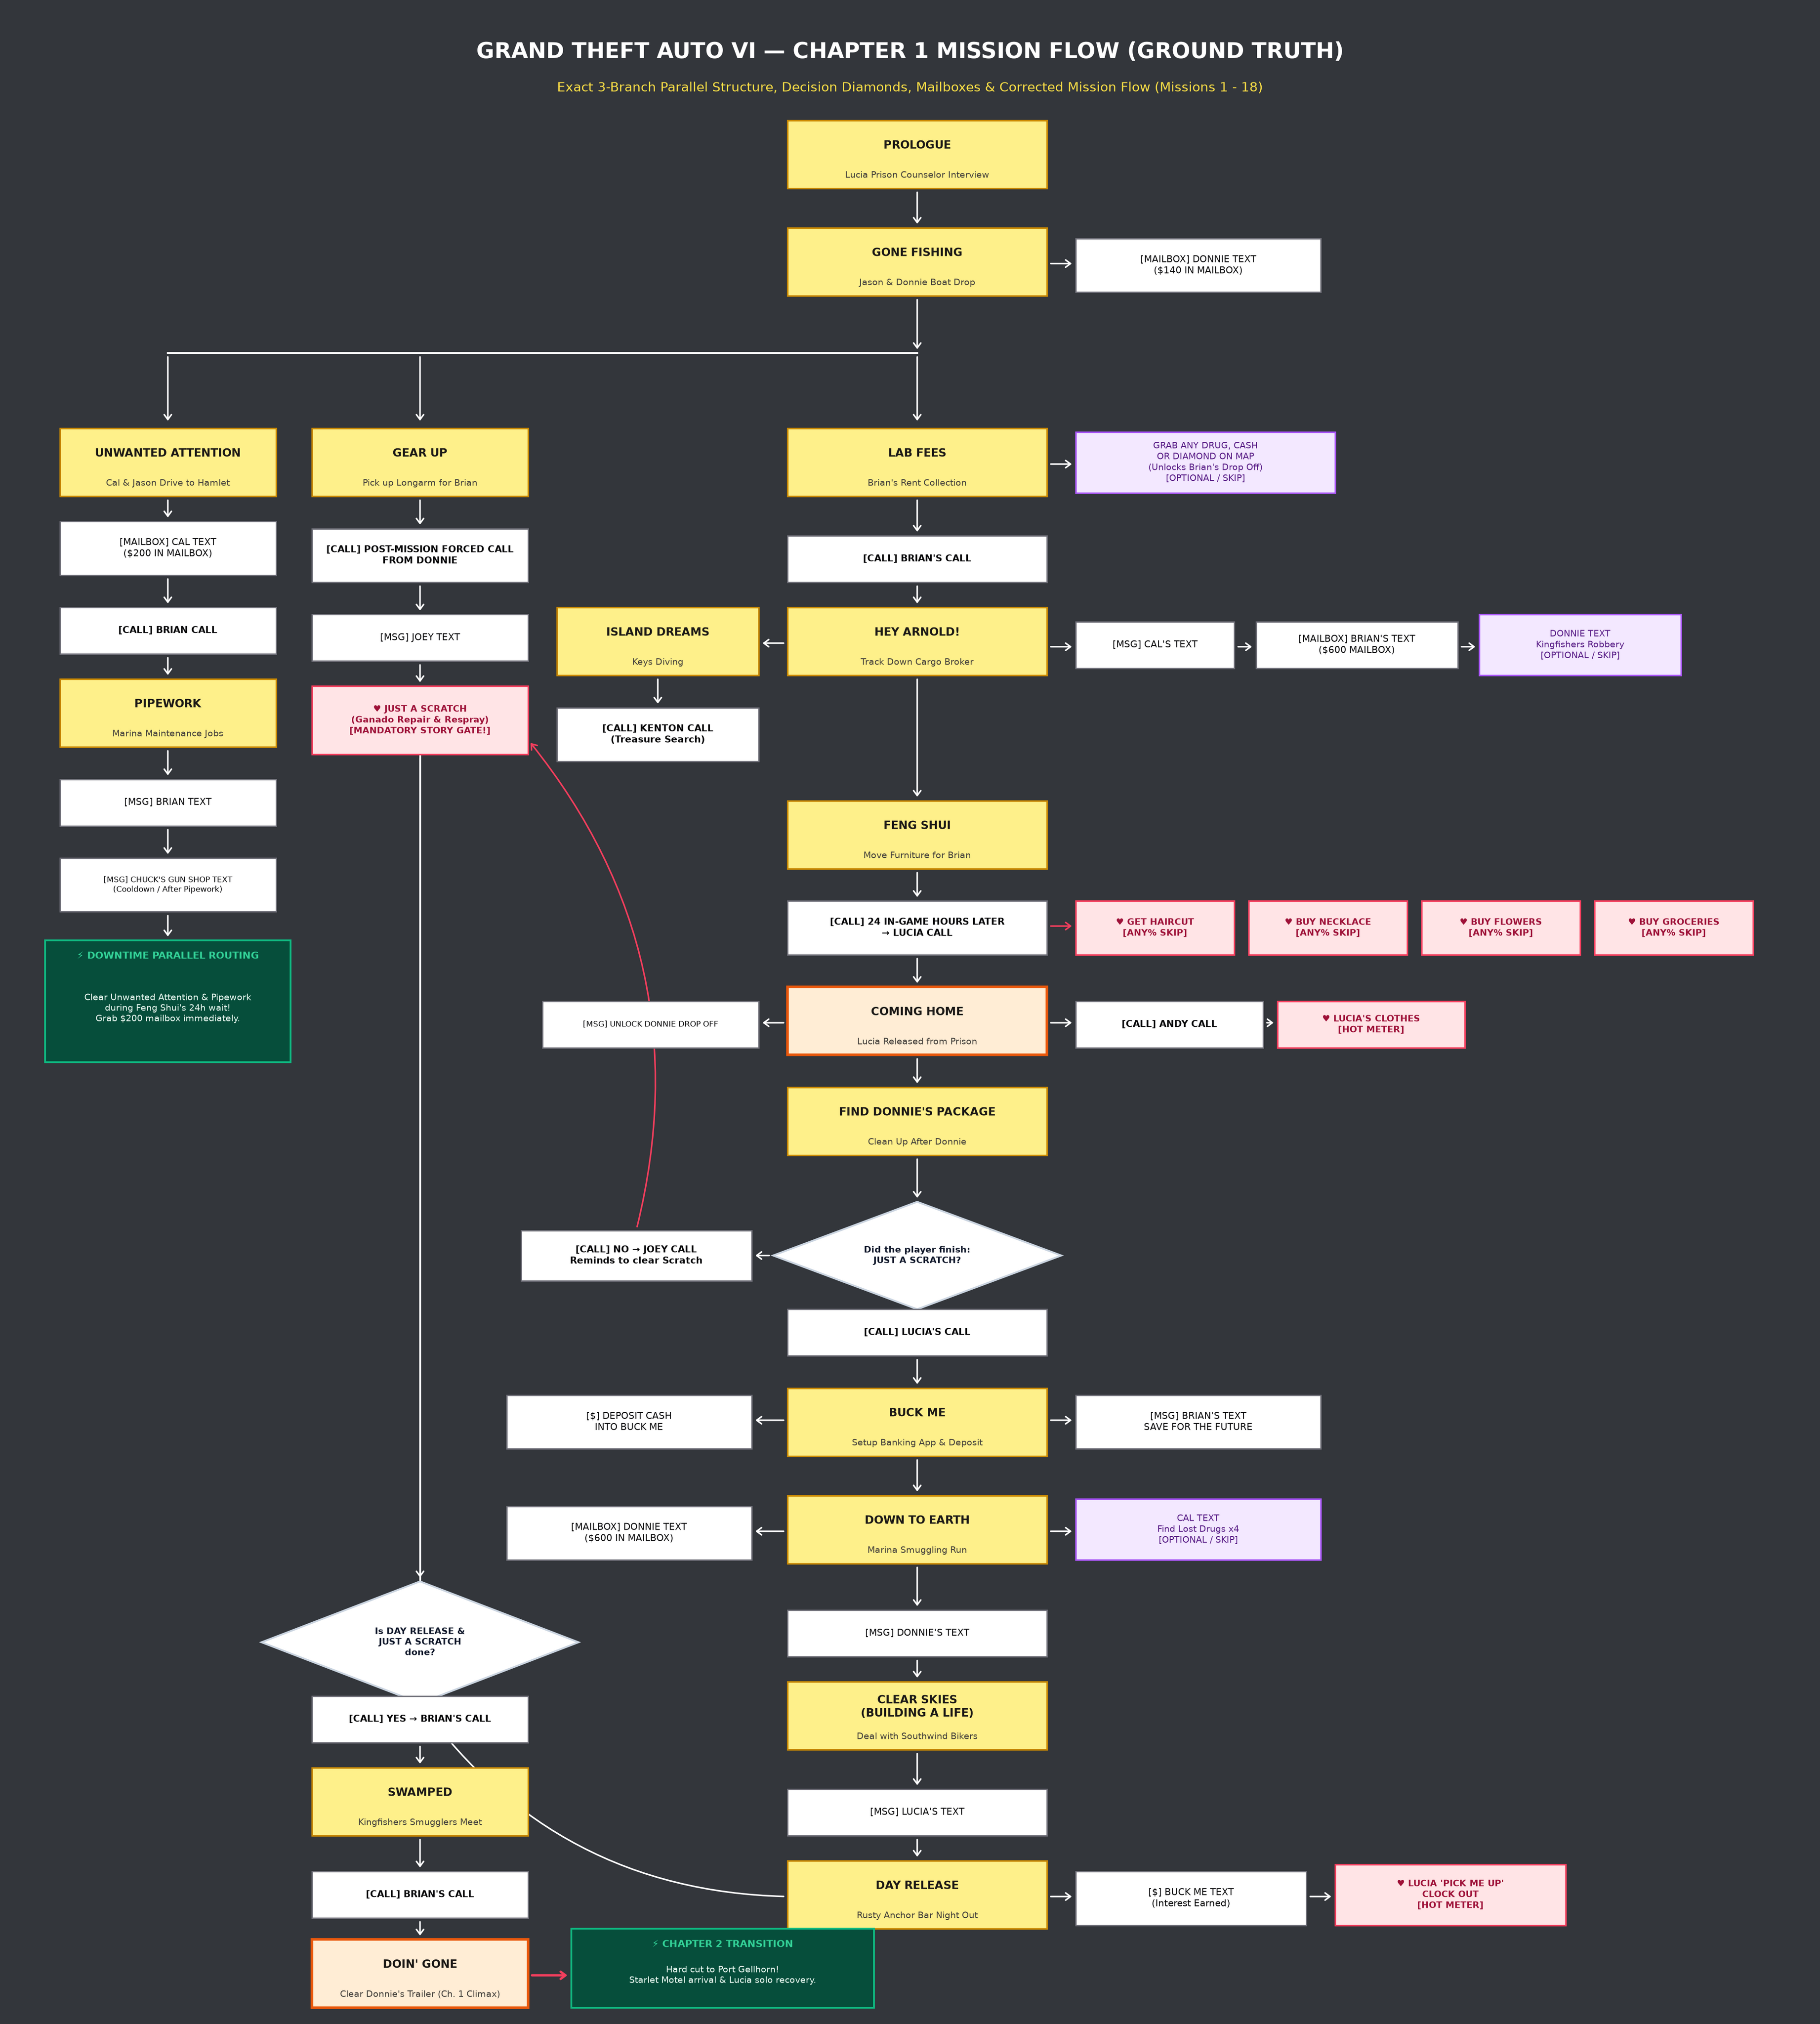 GRAND THEFT AUTO VI — CHAPTER 1 MISSION FLOW (GROUND TRUTH)
Exact 3-Branch Parallel Structure, Decision Diamonds, Mailboxes & Corrected Mission Flow (Missions 1 - 18)
PROLOGUE
Lucia Prison Counselor Interview
GONE FISHING
Jason & Donnie Boat Drop
[MAILBOX] DONNIE TEXT
($140 IN MAILBOX)
UNWANTED ATTENTION
Cal & Jason Drive to Hamlet
GEAR UP
Pick up Longarm for Brian
LAB FEES
Brian's Rent Collection
GRAB ANY DRUG, CASH
OR DIAMOND ON MAP
(Unlocks Brian's Drop Off)
[OPTIONAL / SKIP]
[MAILBOX] CAL TEXT
($200 IN MAILBOX)
[CALL] POST-MISSION FORCED CALL
FROM DONNIE
[CALL] BRIAN'S CALL
[CALL] BRIAN CALL
[MSG] JOEY TEXT
ISLAND DREAMS
Keys Diving
HEY ARNOLD!
Track Down Cargo Broker
[MSG] CAL'S TEXT
[MAILBOX] BRIAN'S TEXT
($600 MAILBOX)
DONNIE TEXT
Kingfishers Robbery
[OPTIONAL / SKIP]
PIPEWORK
Marina Maintenance Jobs
♥ JUST A SCRATCH
(Ganado Repair & Respray)
[MANDATORY STORY GATE!]
[CALL] KENTON CALL
(Treasure Search)
[MSG] BRIAN TEXT
FENG SHUI
Move Furniture for Brian
[MSG] CHUCK'S GUN SHOP TEXT
(Cooldown / After Pipework)
[CALL] 24 IN-GAME HOURS LATER
→ LUCIA CALL
♥ GET HAIRCUT
[ANY% SKIP]
♥ BUY NECKLACE
[ANY% SKIP]
♥ BUY FLOWERS
[ANY% SKIP]
♥ BUY GROCERIES
[ANY% SKIP]
⚡ DOWNTIME PARALLEL ROUTING
Clear Unwanted Attention & Pipework
during Feng Shui's 24h wait!
Grab $200 mailbox immediately.
[MSG] UNLOCK DONNIE DROP OFF
COMING HOME
Lucia Released from Prison
[CALL] ANDY CALL
♥ LUCIA'S CLOTHES
[HOT METER]
FIND DONNIE'S PACKAGE
Clean Up After Donnie
[CALL] NO → JOEY CALL
Reminds to clear Scratch
Did the player finish:
JUST A SCRATCH?
[CALL] LUCIA'S CALL
[$] DEPOSIT CASH
INTO BUCK ME
BUCK ME
Setup Banking App & Deposit
[MSG] BRIAN'S TEXT
SAVE FOR THE FUTURE
[MAILBOX] DONNIE TEXT
($600 IN MAILBOX)
DOWN TO EARTH
Marina Smuggling Run
CAL TEXT
Find Lost Drugs x4
[OPTIONAL / SKIP]
Is DAY RELEASE &
JUST A SCRATCH
done?
[MSG] DONNIE'S TEXT
[CALL] YES → BRIAN'S CALL
CLEAR SKIES
(BUILDING A LIFE)
Deal with Southwind Bikers
SWAMPED
Kingfishers Smugglers Meet
[MSG] LUCIA'S TEXT
[CALL] BRIAN'S CALL
DAY RELEASE
Rusty Anchor Bar Night Out
[$] BUCK ME TEXT
(Interest Earned)
♥ LUCIA 'PICK ME UP'
CLOCK OUT
[HOT METER]
DOIN' GONE
Clear Donnie's Trailer (Ch. 1 Climax)
⚡ CHAPTER 2 TRANSITION
Hard cut to Port Gellhorn!
Starlet Motel arrival & Lucia solo recovery.